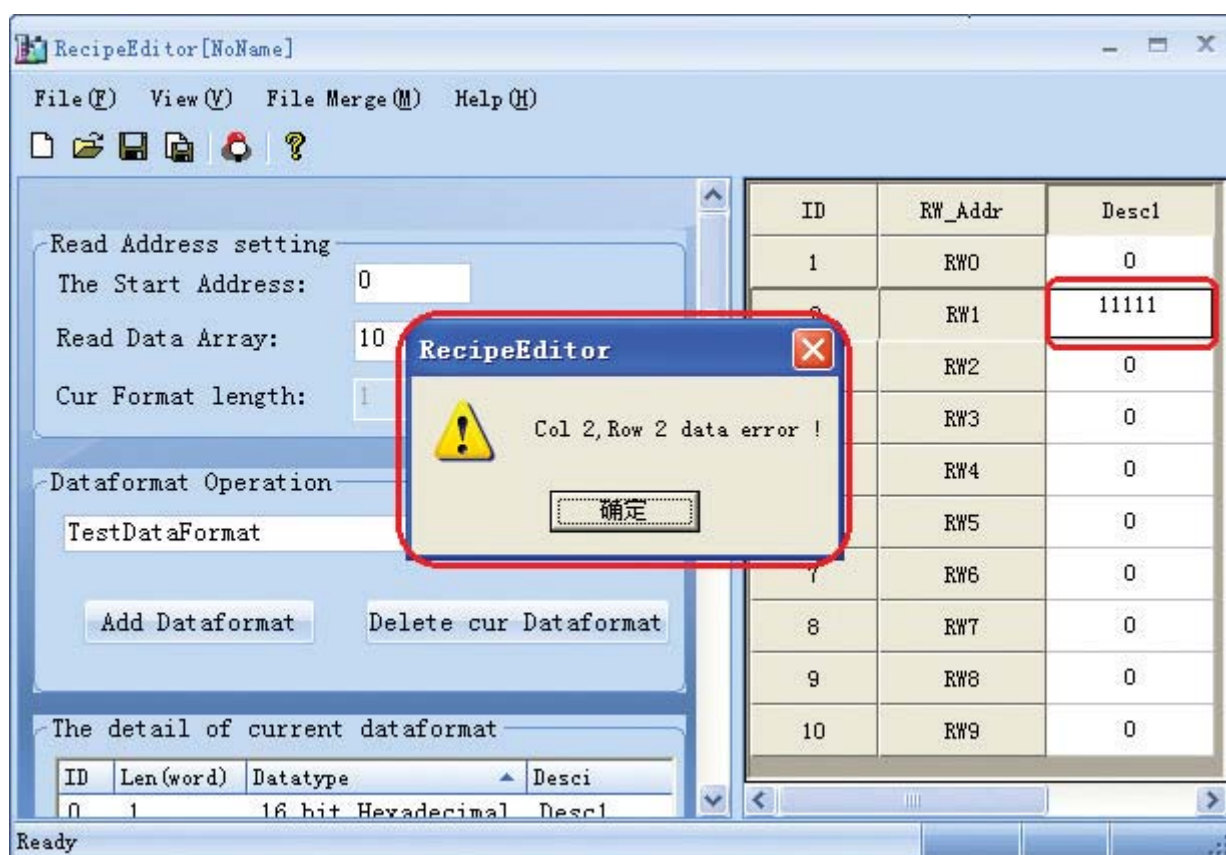 RecipeEditor[NoName]
File(F) View(V) File Merge(M) Help(H)
Read Address setting
The Start Address: 0
Read Data Array: 10
Cur Format length: 1
Dataformat Operation
TestDataFormat
Add Dataformat Delete cur Dataformat
The detail of current dataformat
ID Len(word) Datatype Desci
0 1 16 bit Hexadecimal Desc1
RecipeEditor
Col 2,Row 2 data error !
确定
ID RW_Addr Desc1
1 RW0 0
RW1 11111
RW2 0
RW3 0
RW4 0
RW5 0
7 RW6 0
8 RW7 0
9 RW8 0
10 RW9 0
Ready